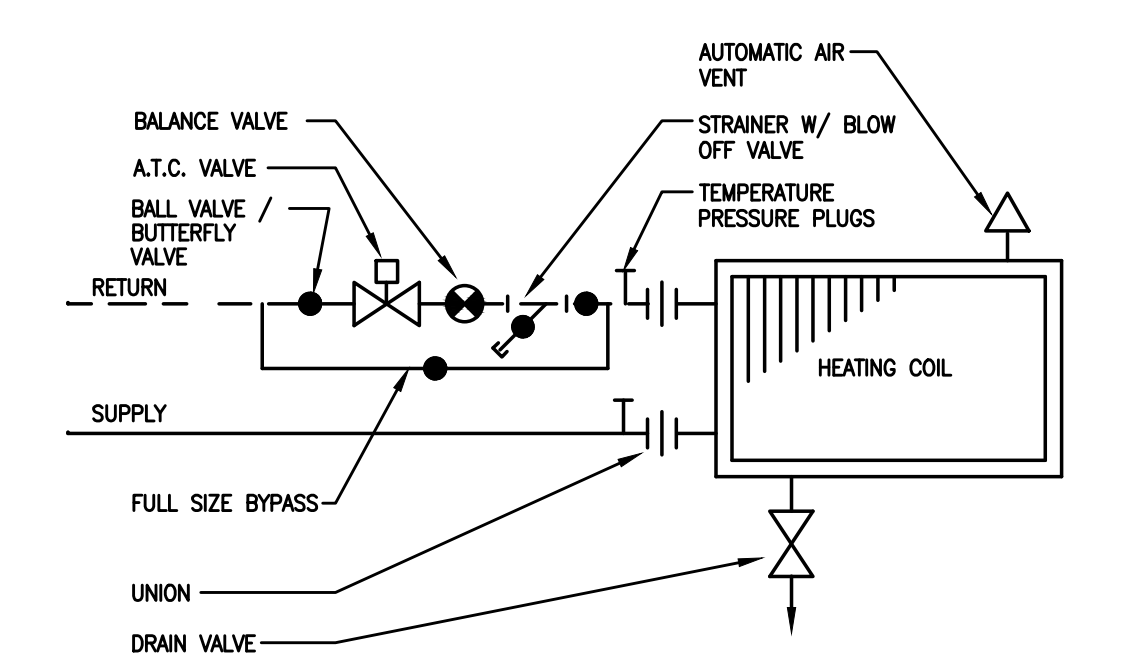 AUTOMATIC AIR
VENT
BALANCE VALVE
STRAINER W/ BLOW
OFF VALVE
A.T.C. VALVE
TEMPERATURE
PRESSURE PLUGS
BALL VALVE /
BUTTERFLY
VALVE
RETURN
HEATING COIL
SUPPLY
FULL SIZE BYPASS
UNION
DRAIN VALVE